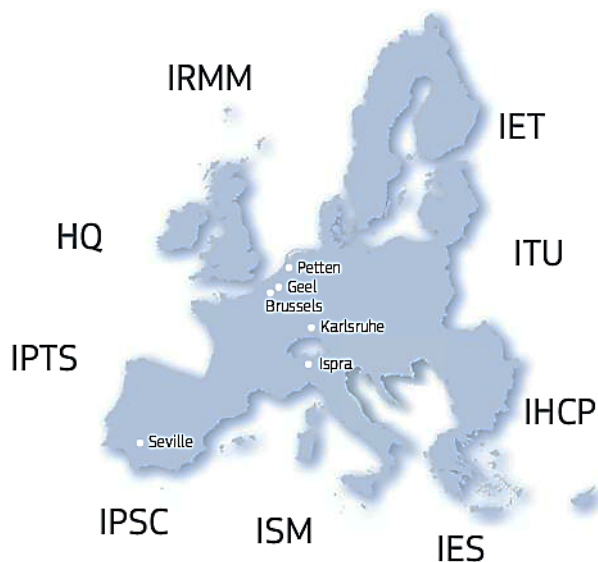 IRMM
IET
HQ
ITU
Petten
Geel
Brussels
Karlsruhe
IPTS
Ispra
IHCP
Seville
IPSC
ISM
IES